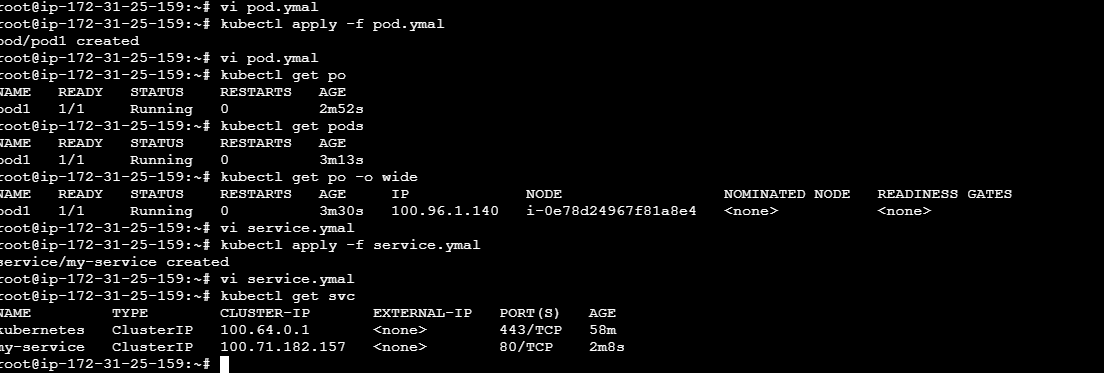 root@ip-172-31-25-159:~# vi pod.ymal
root@ip-172-31-25-159:~# kubectl apply -f pod.ymal
pod/pod1 created
root@ip-172-31-25-159:~# vi pod.ymal
root@ip-172-31-25-159:~# kubectl get po
NAME   READY   STATUS    RESTARTS   AGE
pod1   1/1     Running   0          2m52s
root@ip-172-31-25-159:~# kubectl get pods
NAME   READY   STATUS    RESTARTS   AGE
pod1   1/1     Running   0          3m13s
root@ip-172-31-25-159:~# kubectl get po -o wide
NAME   READY   STATUS    RESTARTS   AGE     IP             NODE                  NOMINATED NODE   READINESS GATES
pod1   1/1     Running   0          3m30s   100.96.1.140   i-0e78d24967f81a8e4   <none>           <none>
root@ip-172-31-25-159:~# vi service.ymal
root@ip-172-31-25-159:~# kubectl apply -f service.ymal
service/my-service created
root@ip-172-31-25-159:~# vi service.ymal
root@ip-172-31-25-159:~# kubectl get svc
NAME         TYPE        CLUSTER-IP       EXTERNAL-IP   PORT(S)   AGE
kubernetes   ClusterIP   100.64.0.1       <none>        443/TCP   58m
my-service   ClusterIP   100.71.182.157   <none>        80/TCP    2m8s
root@ip-172-31-25-159:~#